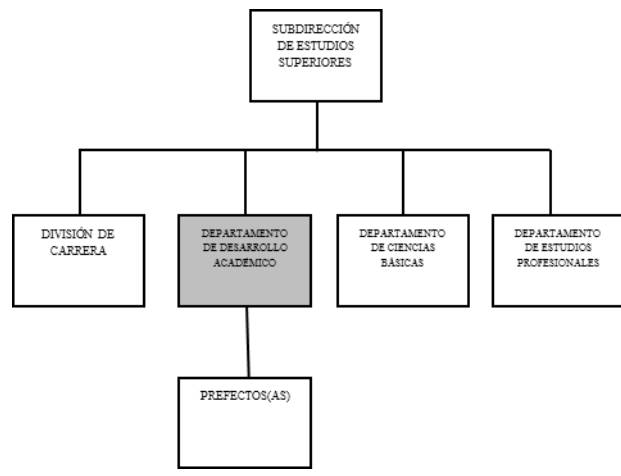 SUBDIRECCIÓN
DE ESTUDIOS
SUPERIORES
DIVISIÓN DE
CARRERA
DEPARTAMENTO
DE DESARROLLO
ACADÉMICO
DEPARTAMENTO
DE CIENCIAS
BÁSICAS
DEPARTAMENTO
DE ESTUDIOS
PROFESIONALES
PREFECTOS(AS)